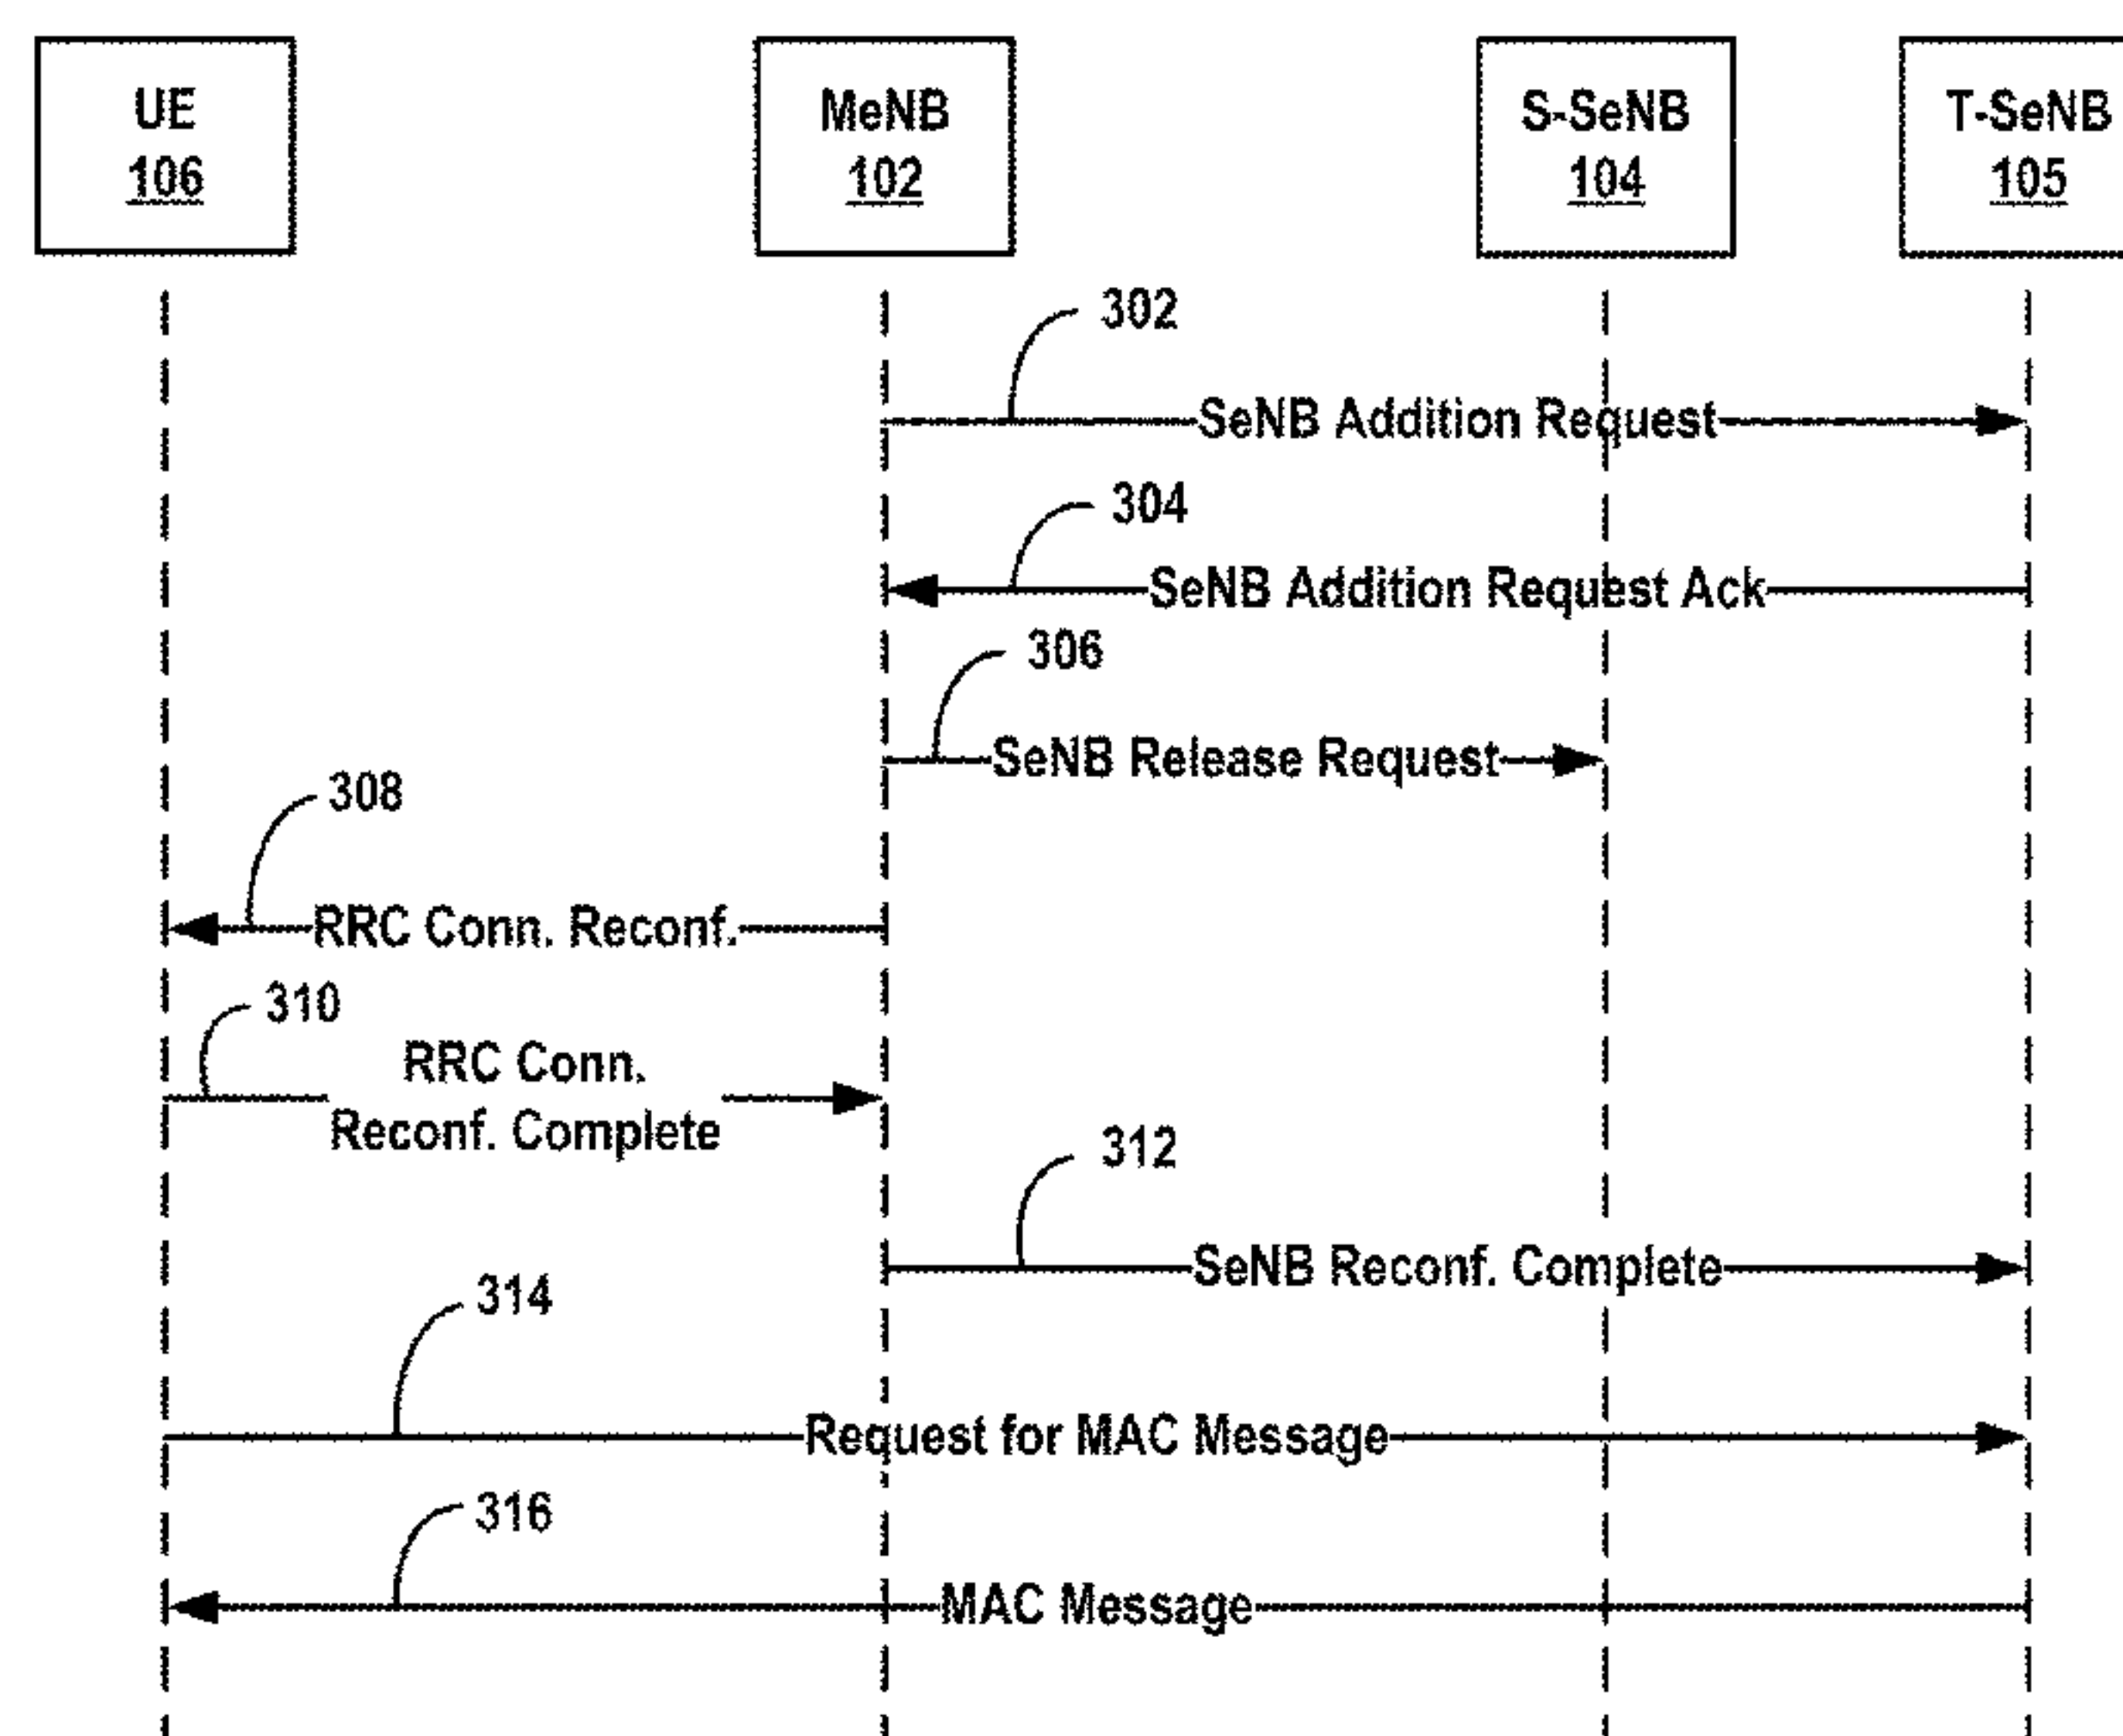 UE
106
MeNB
102
S-SeNB
104
T-SeNB
105
302
SeNB Addition Request
304
SeNB Addition Request Ack
306
SeNB Release Request
308
RRC Conn. Reconf.
310
RRC Conn.
Reconf. Complete
312
SeNB Reconf. Complete
314
Request for MAC Message
316
MAC Message